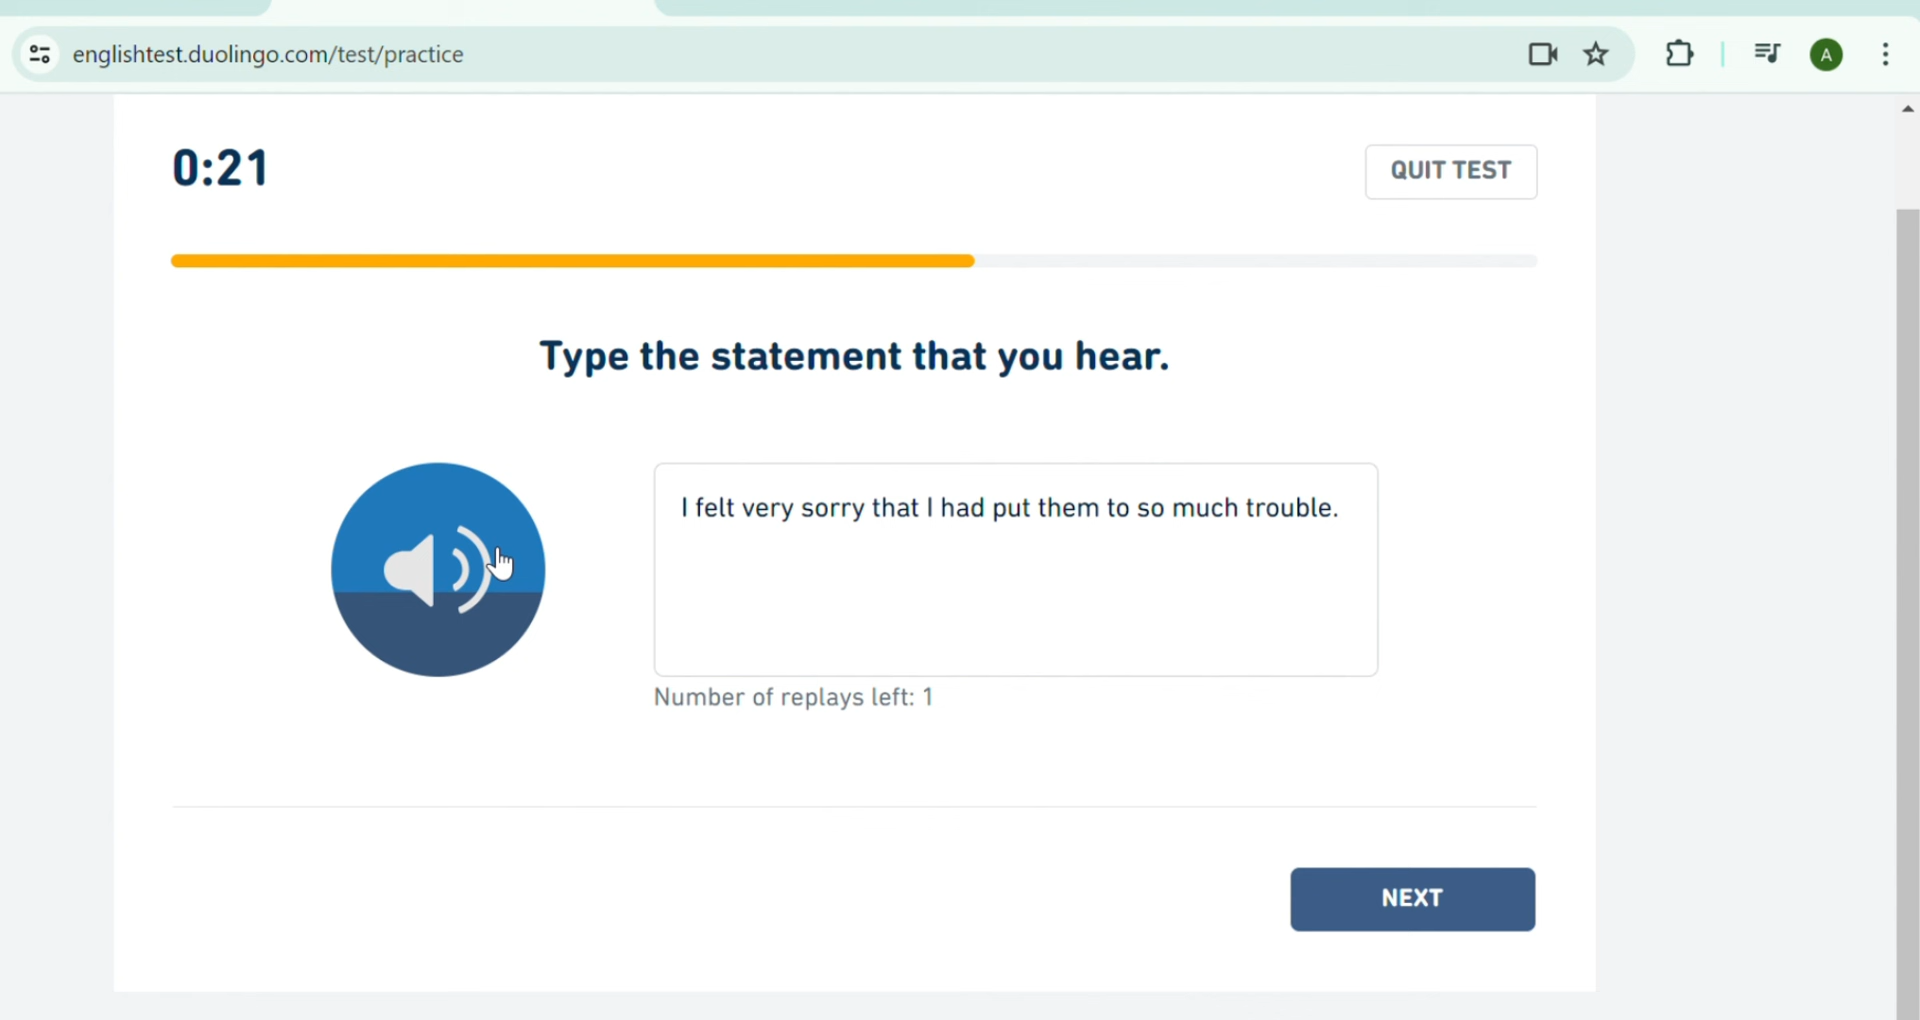 englishtest.duolingo.com/test/practice
A
0:21
QUIT TEST
Type the statement that you hear.
I felt very sorry that I had put them to so much trouble.
Number of replays left: 1
NEXT